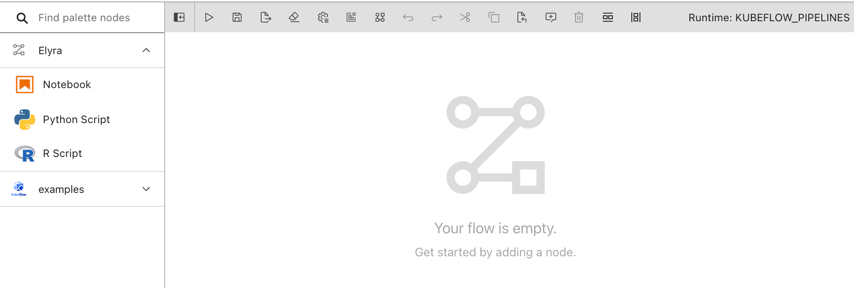 Find palette nodes
Runtime: KUBEFLOW_PIPELINES
Elyra
Notebook
Python Script
R Script
examples
Your flow is empty.
Get started by adding a node.